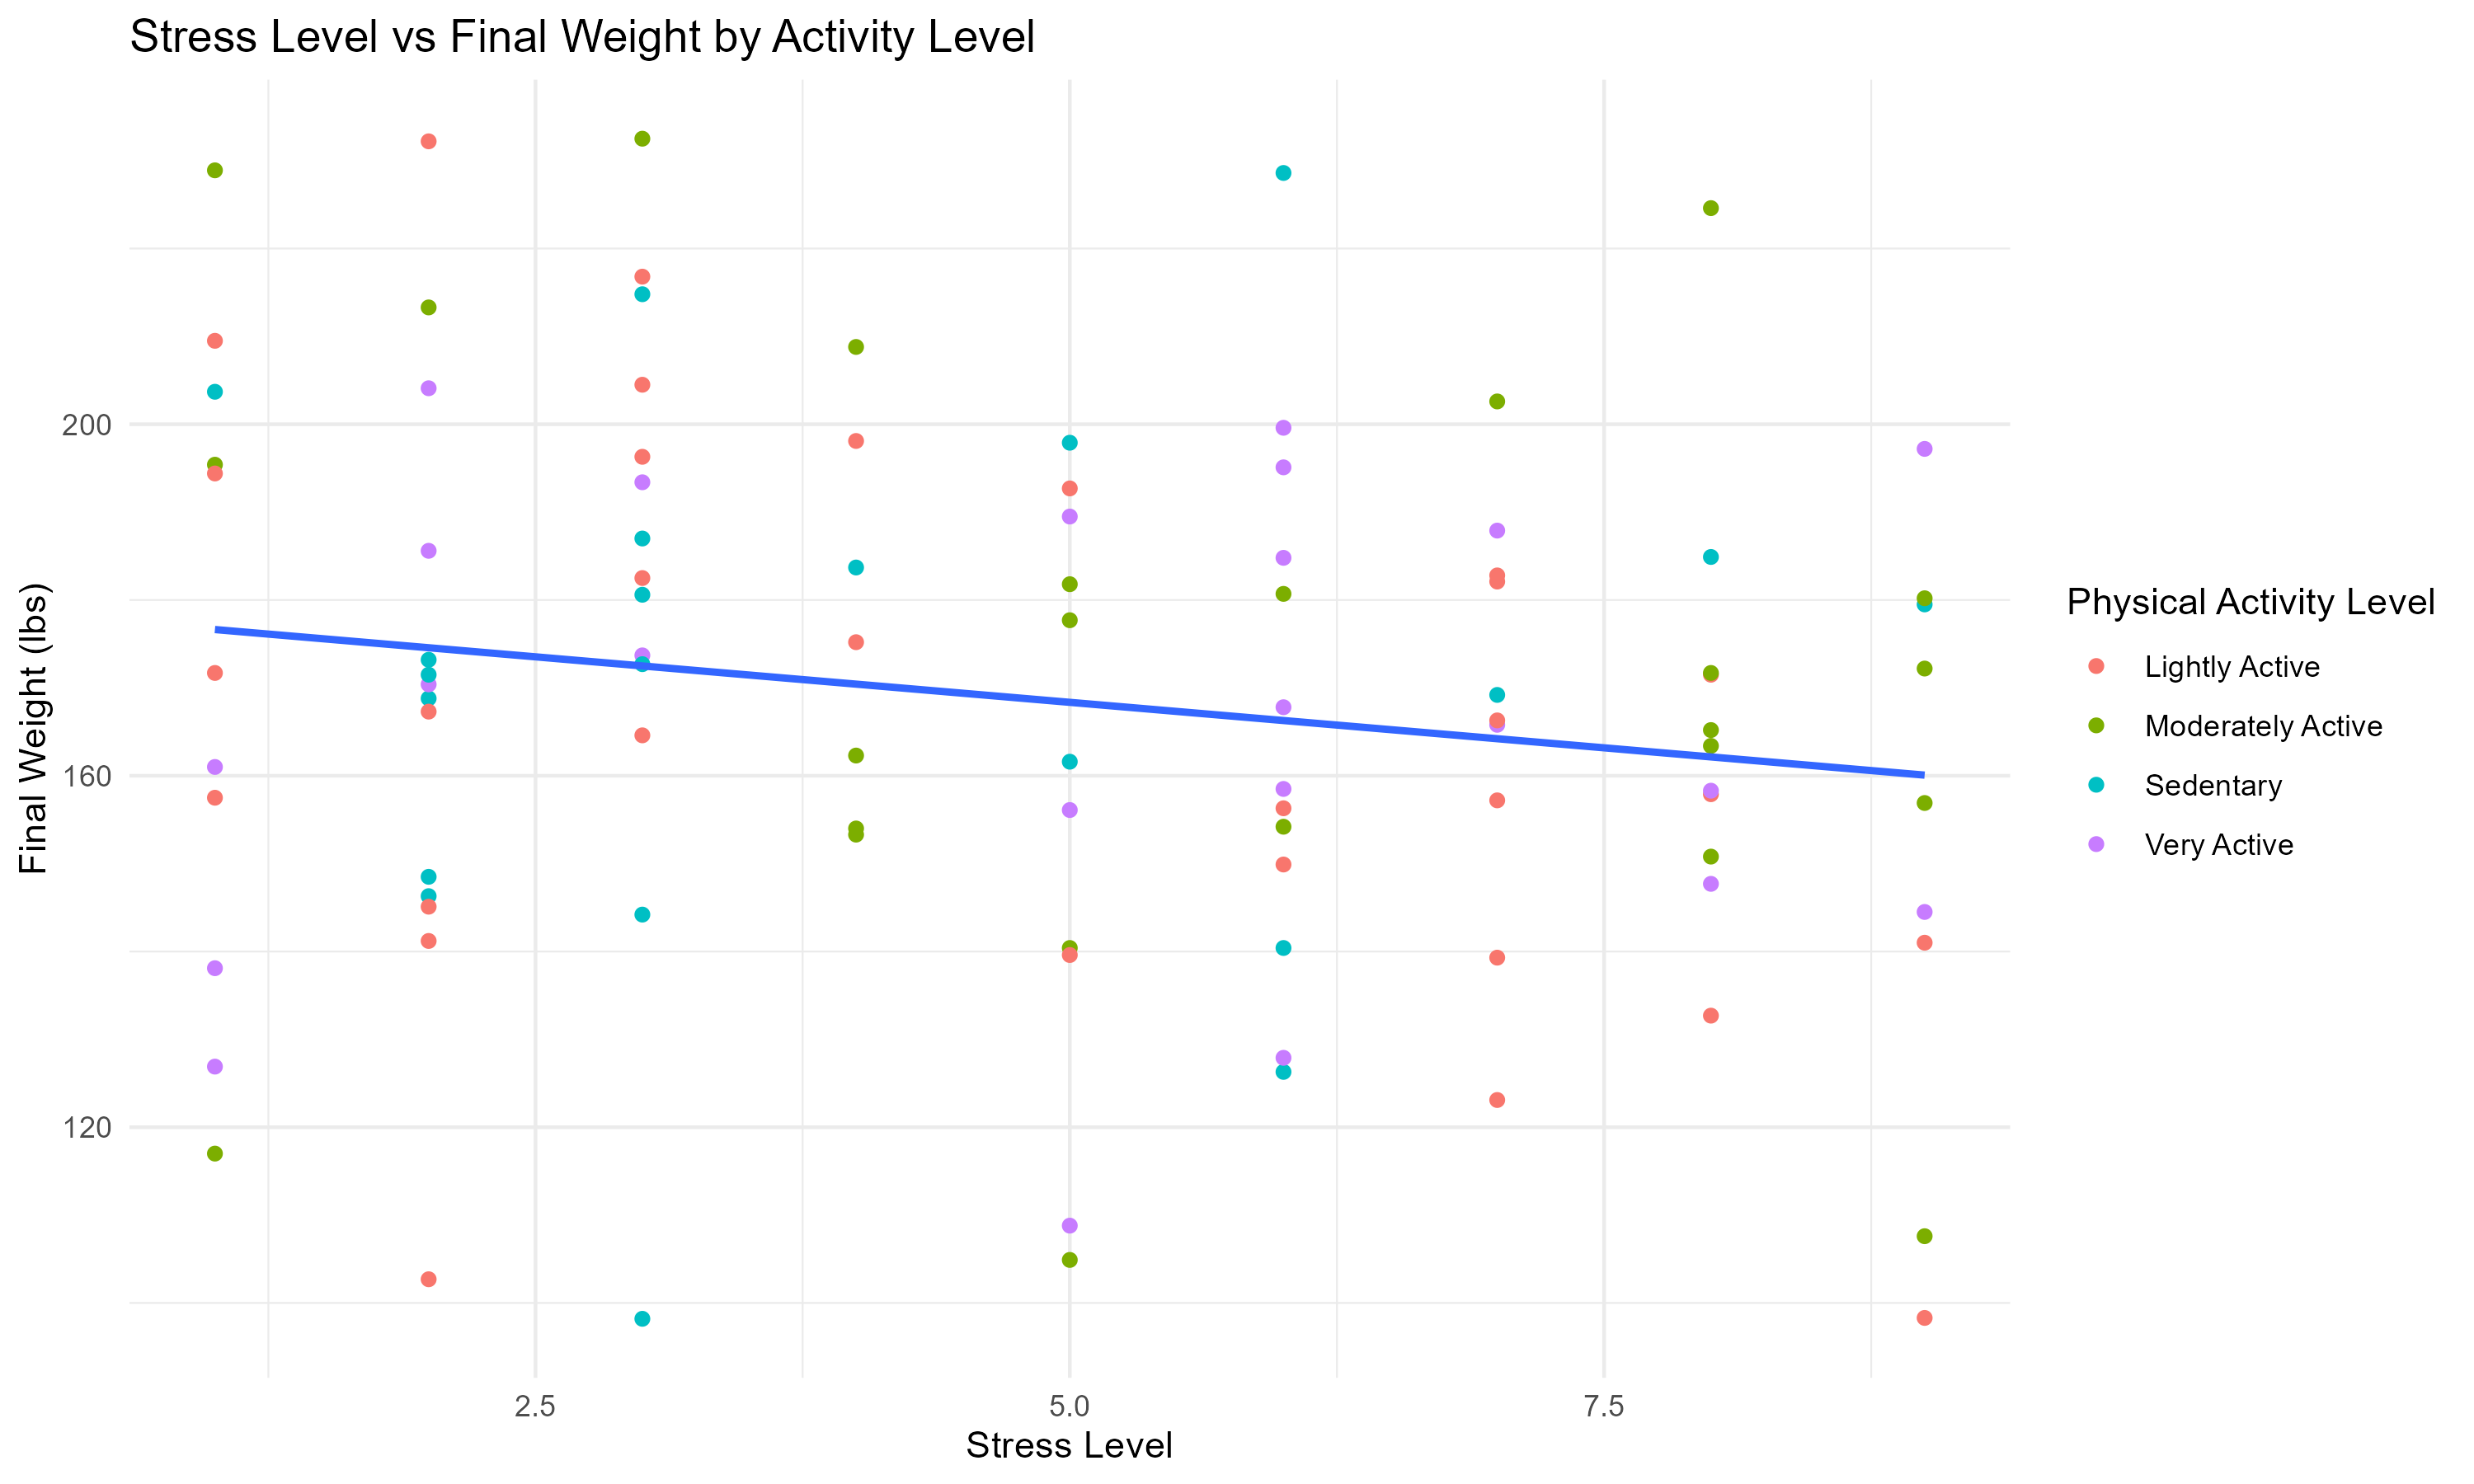 Stress Level vs Final Weight by Activity Level
Final Weight (lbs)
200
160
120
2.5
5.0
7.5
Stress Level
Physical Activity Level
Lightly Active
Moderately Active
Sedentary
Very Active